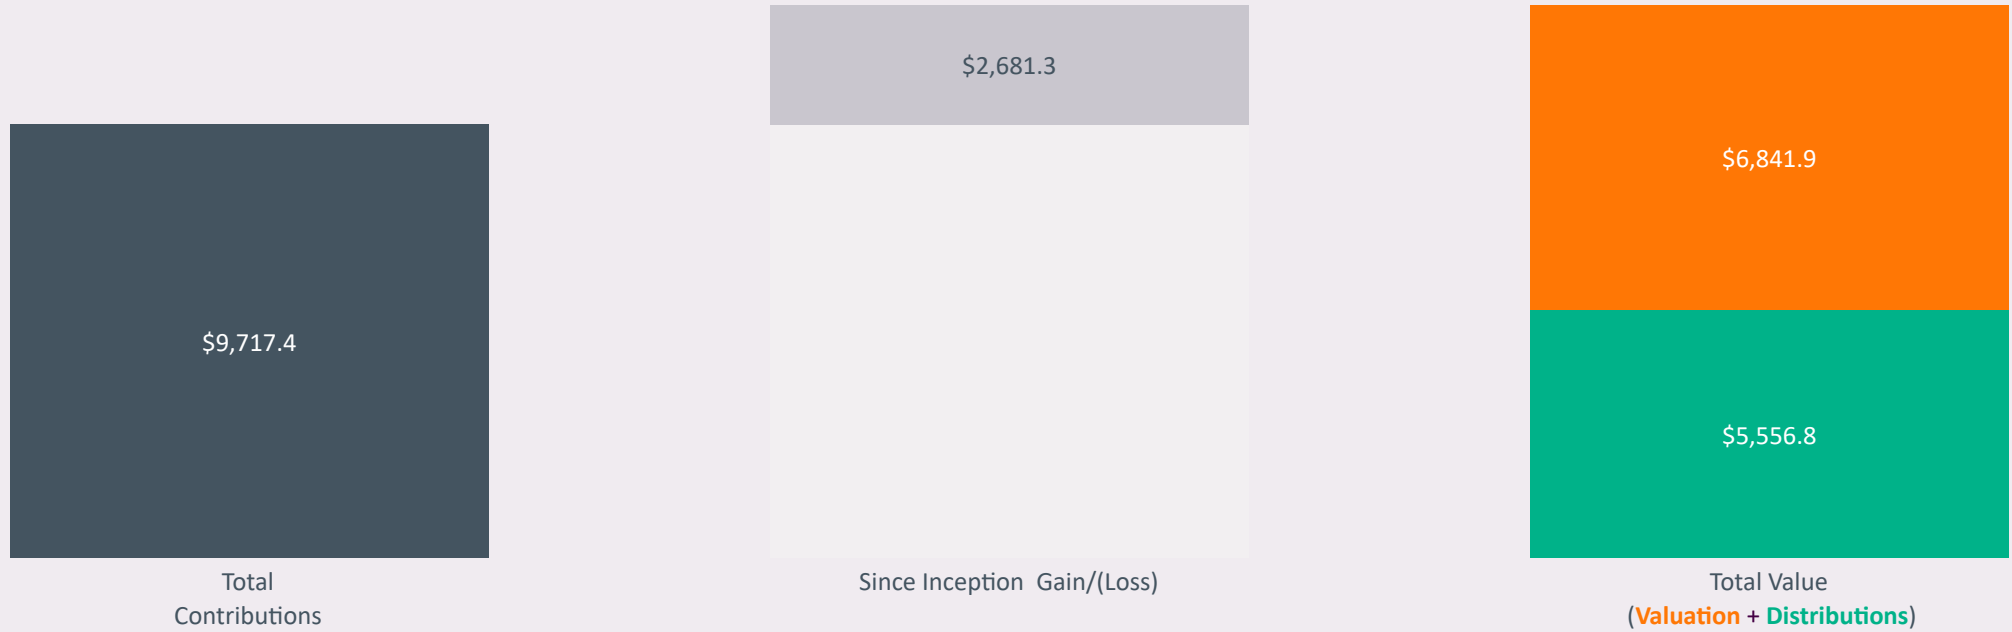 $2,681.3
$6,841.9
$9,717.4
$5,556.8
Total
Contributions
Since Inception Gain/(Loss)
Total Value
(Valuation + Distributions)